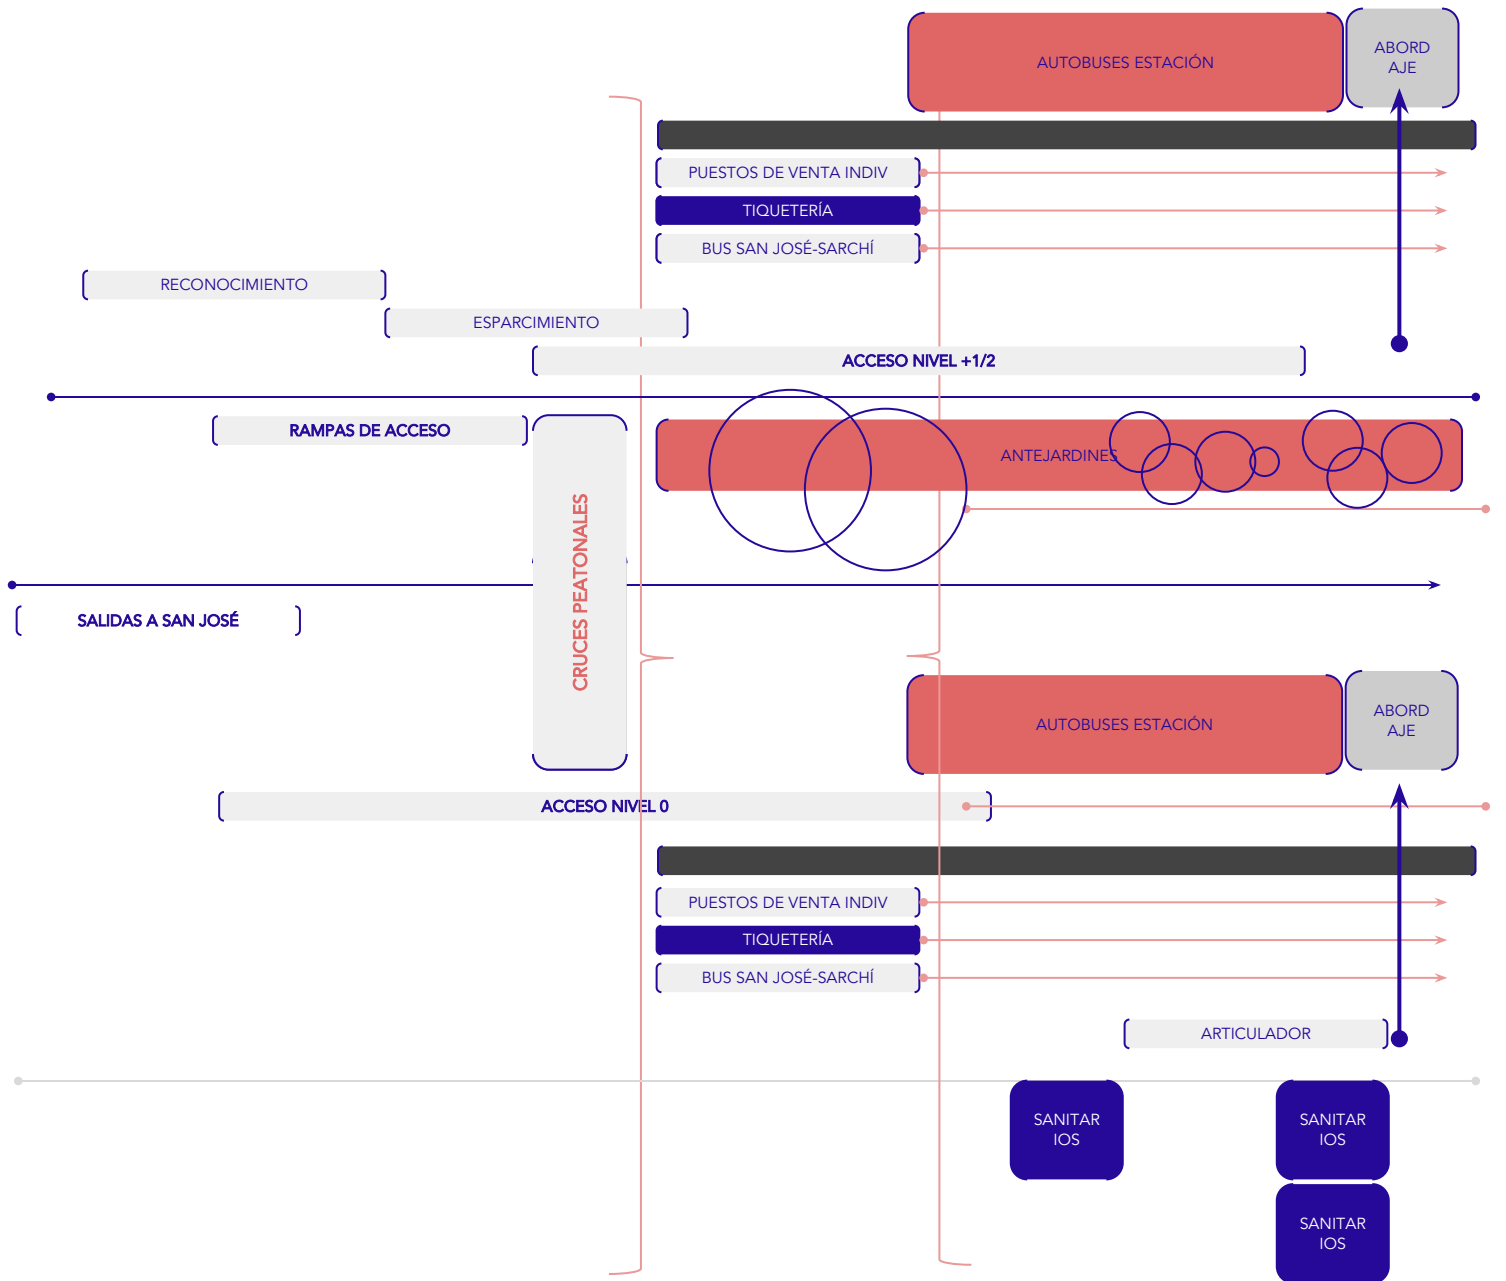 AUTOBUSES ESTACIÓN
ABORD
AJE
PUESTOS DE VENTA INDIV
TIQUETERÍA
BUS SAN JOSÉ-SARCHÍ
RECONOCIMIENTO
ESPARCIMIENTO
ACCESO NIVEL +1/2
RAMPAS DE ACCESO
ANTEJARDINES
CRUCES PEATONALES
SALIDAS A SAN JOSÉ
AUTOBUSES ESTACIÓN
ABORD
AJE
ACCESO NIVEL 0
PUESTOS DE VENTA INDIV
TIQUETERÍA
BUS SAN JOSÉ-SARCHÍ
ARTICULADOR
SANITAR
IOS
SANITAR
IOS
SANITAR
IOS